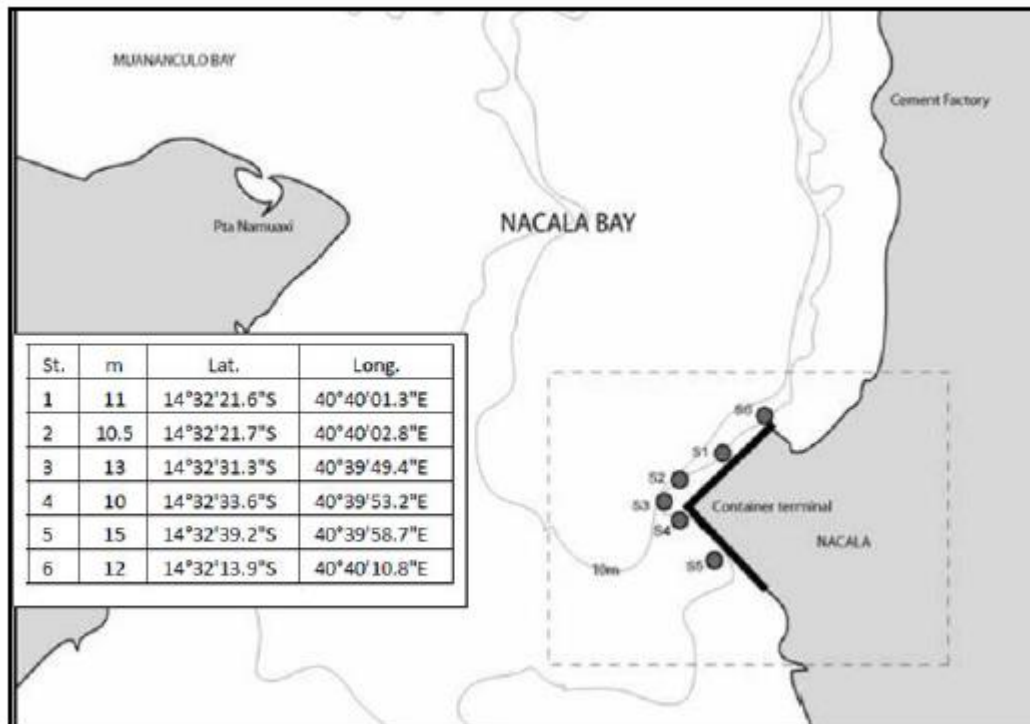 MUANANCULO BAY
Cement Factory
Pta Namuaxi
NACALA BAY
St. m Lat. Long.
1 11 14°32'21.6"S 40°40'01.3"E
2 10.5 14°32'21.7"S 40°40'02.8"E
3 13 14°32'31.3"S 40°39'49.4"E
4 10 14°32'33.6"S 40°39'53.2"E
5 15 14°32'39.2"S 40°39'58.7"E
6 12 14°32'13.9"S 40°40'10.8"E
S6
S1
S2
S3
Container terminal
S4
NACALA
S5
10m